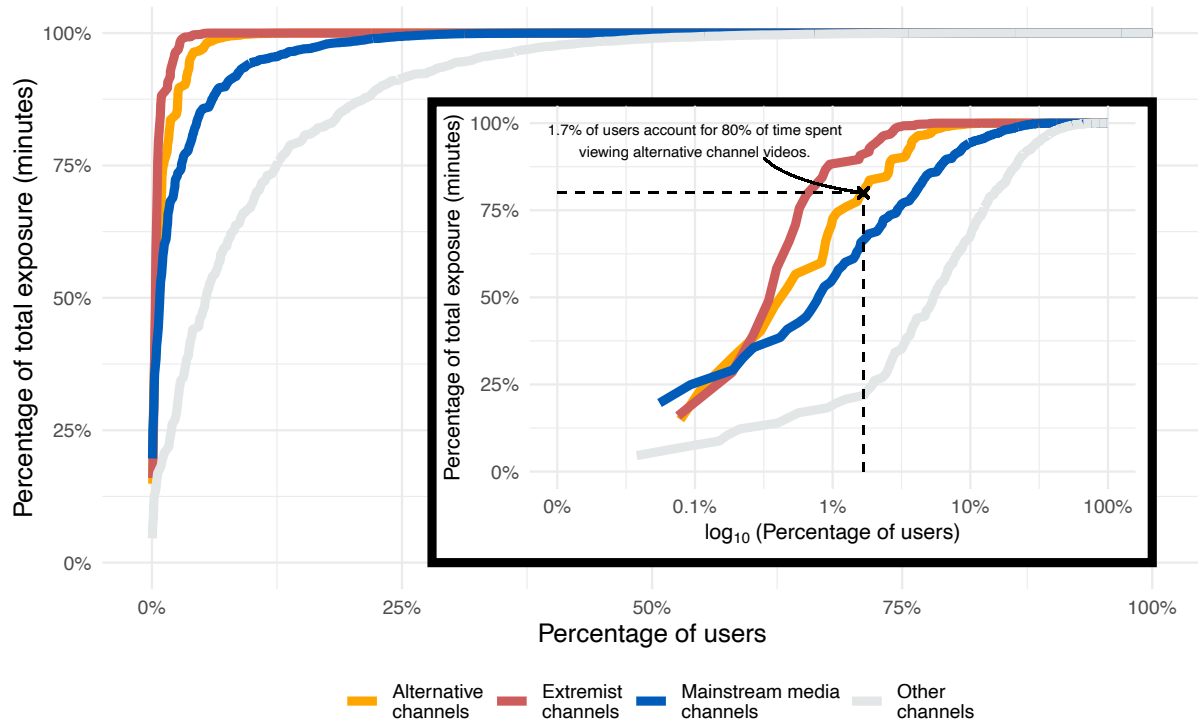 Percentage of total exposure (minutes)
100%
75%
50%
25%
0%
0%
25%
50%
75%
100%
Percentage of users
Percentage of total exposure (minutes)
100%
75%
50%
25%
0%
1.7% of users account for 80% of time spent
viewing alternative channel videos.
0%
0.1%
1%
10%
100%
log₁₀ (Percentage of users)
Alternative
channels
Extremist
channels
Mainstream media
channels
Other
channels